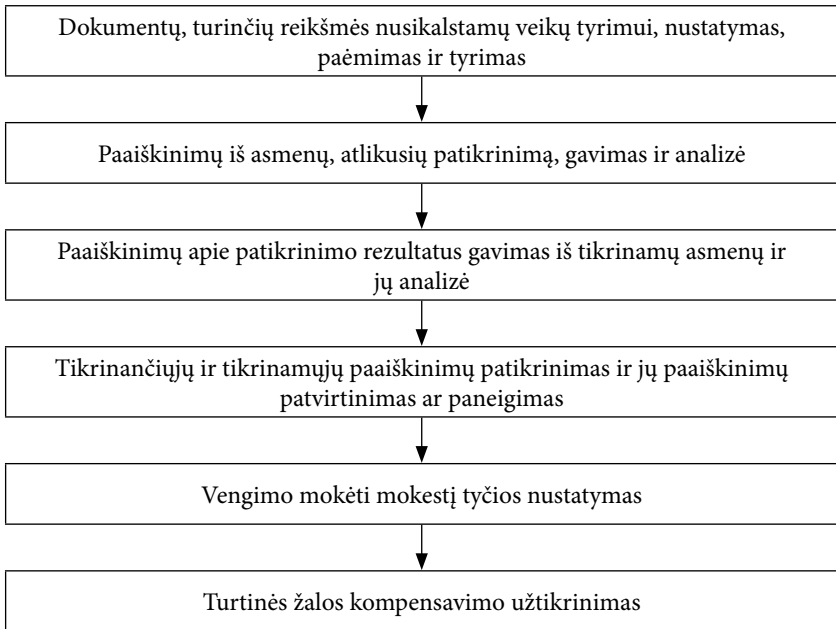 Dokumentų, turinčių reikšmės nusikalstamų veikų tyrimui, nustatymas,
paėmimas ir tyrimas
Paaiškinimų iš asmenų, atlikusių patikrinimą, gavimas ir analizė
Paaiškinimų apie patikrinimo rezultatus gavimas iš tikrinamų asmenų ir
jų analizė
Tikrinančiųjų ir tikrinamųjų paaiškinimų patikrinimas ir jų paaiškinimų
patvirtinimas ar paneigimas
Vengimo mokėti mokestį tyčios nustatymas
Turtinės žalos kompensavimo užtikrinimas